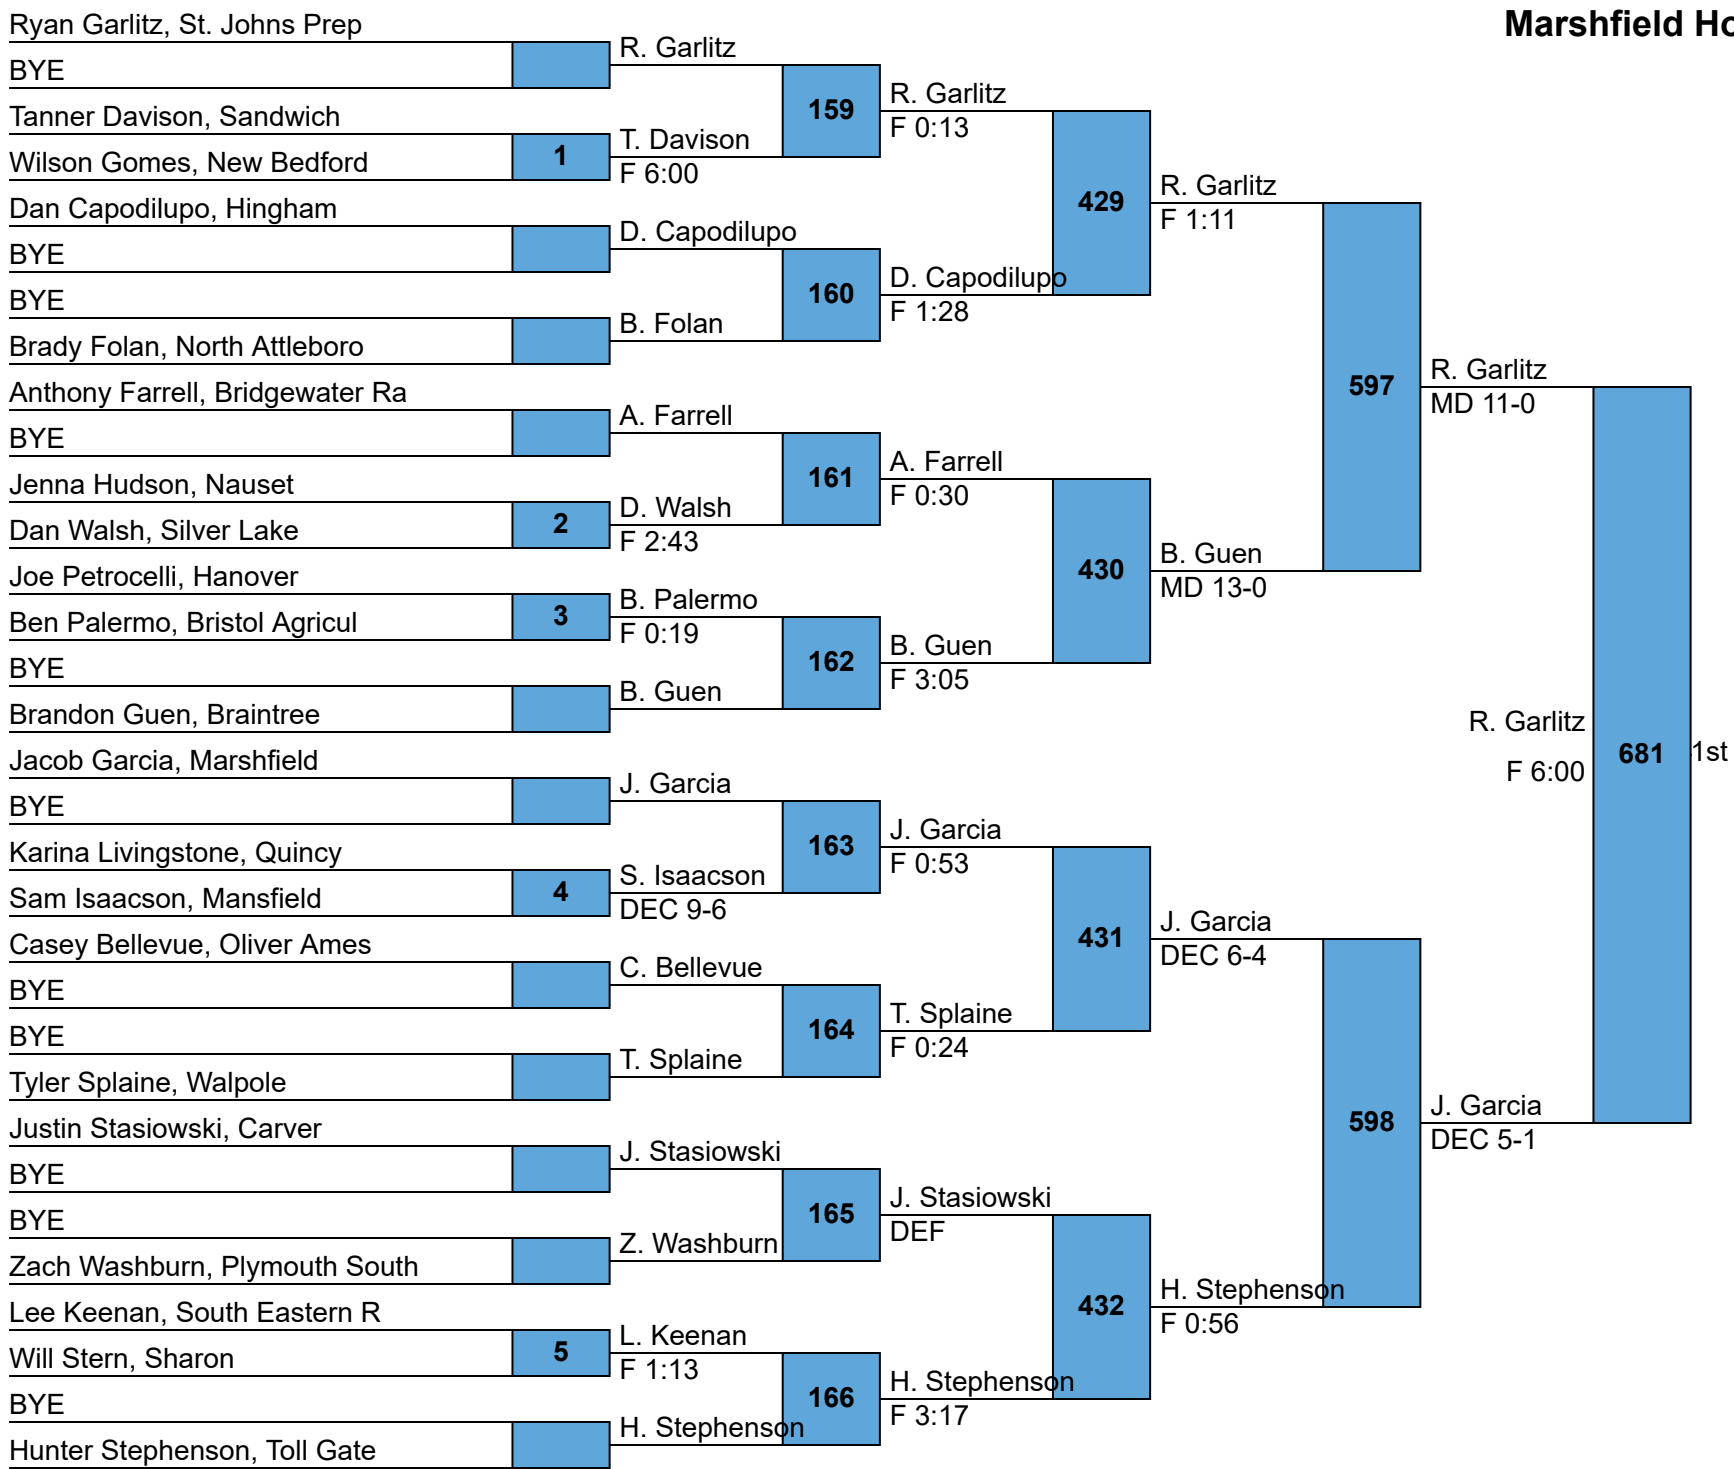 Marshfield Ho
Ryan Garlitz, St. Johns Prep
BYE
Tanner Davison, Sandwich
1
Wilson Gomes, New Bedford
Dan Capodilupo, Hingham
BYE
BYE
Brady Folan, North Attleboro
Anthony Farrell, Bridgewater Ra
BYE
Jenna Hudson, Nauset
2
Dan Walsh, Silver Lake
Joe Petrocelli, Hanover
3
Ben Palermo, Bristol Agricul
BYE
Brandon Guen, Braintree
Jacob Garcia, Marshfield
BYE
Karina Livingstone, Quincy
4
Sam Isaacson, Mansfield
Casey Bellevue, Oliver Ames
BYE
BYE
Tyler Splaine, Walpole
Justin Stasiowski, Carver
BYE
BYE
Zach Washburn, Plymouth South
Lee Keenan, South Eastern R
5
Will Stern, Sharon
BYE
Hunter Stephenson, Toll Gate
R. Garlitz
159
T. Davison
F 6:00
D. Capodilupo
160
B. Folan
A. Farrell
161
D. Walsh
F 2:43
B. Palermo
F 0:19
162
B. Guen
J. Garcia
163
S. Isaacson
DEC 9-6
C. Bellevue
164
T. Splaine
J. Stasiowski
165
Z. Washburn
L. Keenan
F 1:13
166
H. Stephenson
R. Garlitz
F 0:13
429
D. Capodilupo
F 1:28
A. Farrell
F 0:30
430
B. Guen
F 3:05
J. Garcia
F 0:53
431
T. Splaine
F 0:24
J. Stasiowski
DEF
432
H. Stephenson
F 3:17
R. Garlitz
F 1:11
597
B. Guen
MD 13-0
J. Garcia
DEC 6-4
598
H. Stephenson
F 0:56
R. Garlitz
MD 11-0
R. Garlitz
681
1st
F 6:00
J. Garcia
DEC 5-1